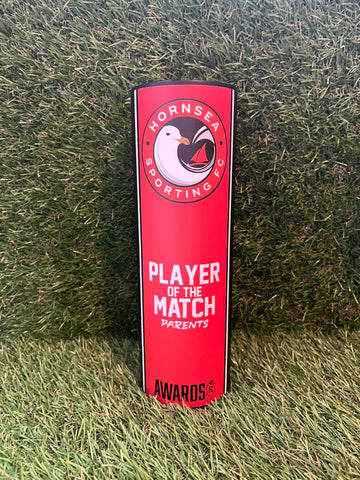 HORNSEA
SPORTING FC
PLAYER
OF THE
MATCH
PARENTS
AWARDS